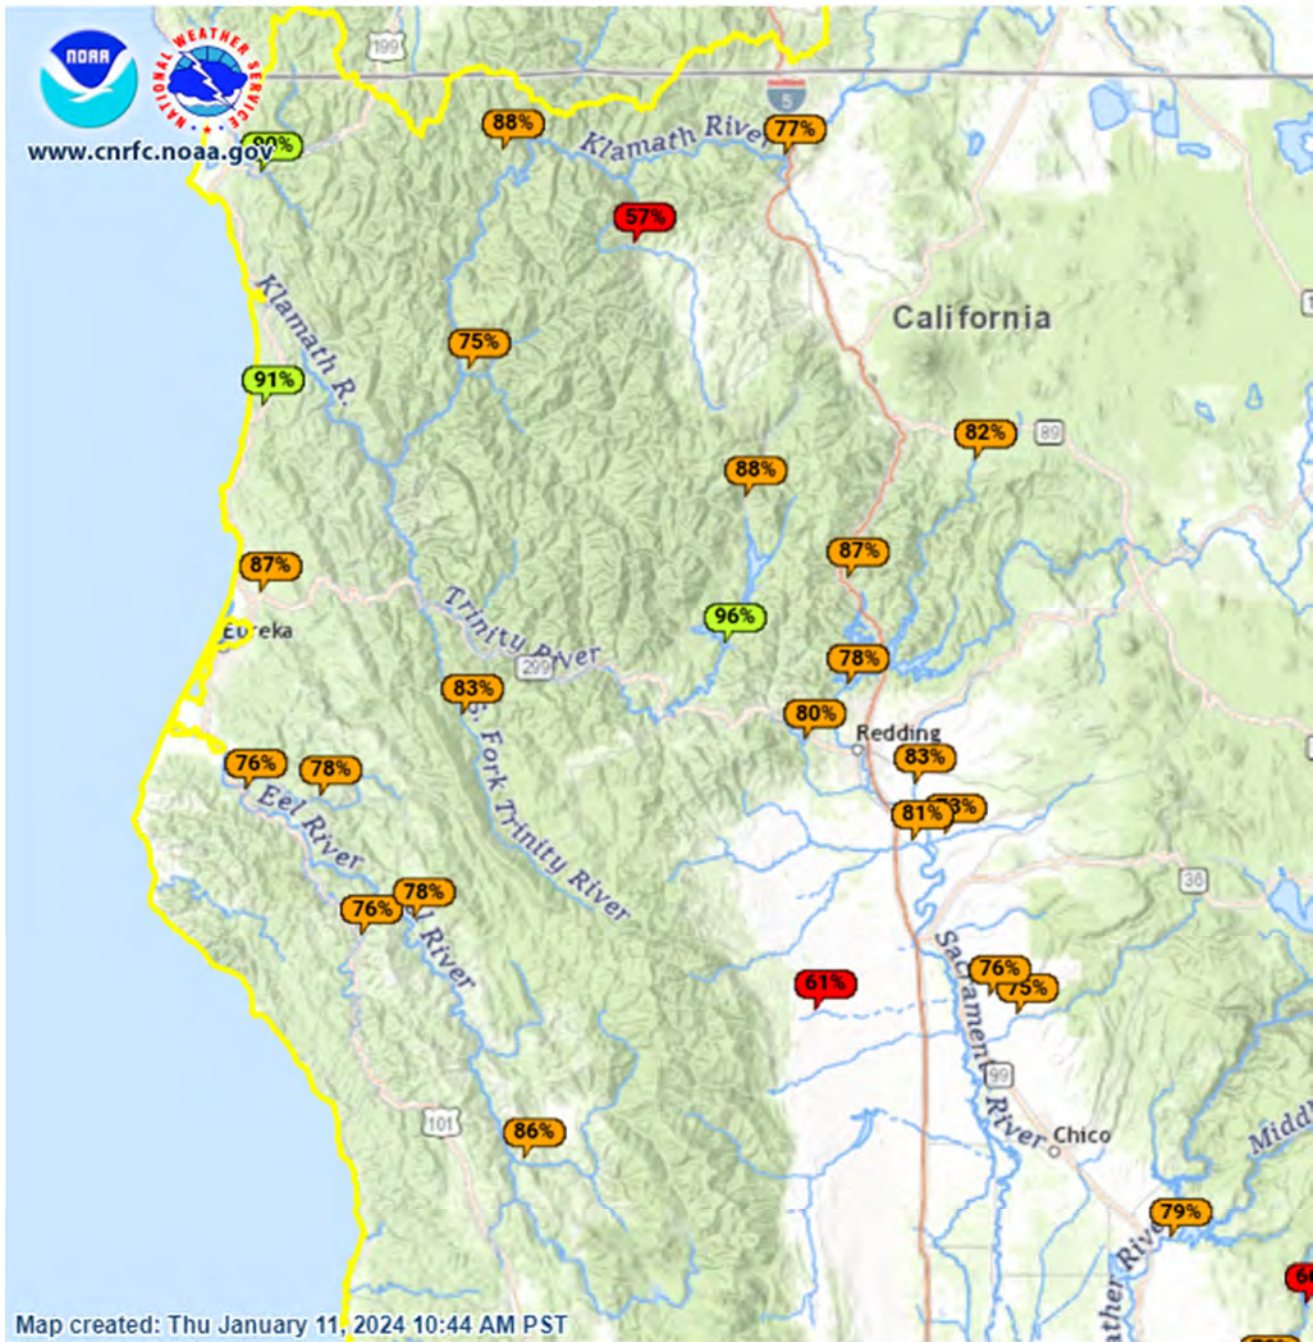 NOAA
NATIONAL WEATHER SERVICE
www.cnrfc.noaa.gov
199
5
88%
Klamath River
77%
57%
Klamath R.
California
75%
91%
82%
89
88%
87%
87%
96%
Trinity River
Eureka
299
78%
83%
80%
Redding
83%
S. Fork Trinity River
76%
78%
Eel River
81%
36
78%
76%
River
61%
76%
75%
Sacrament River
99
101
86%
Chico
79%
Map created: Thu January 11, 2024 10:44 AM PST